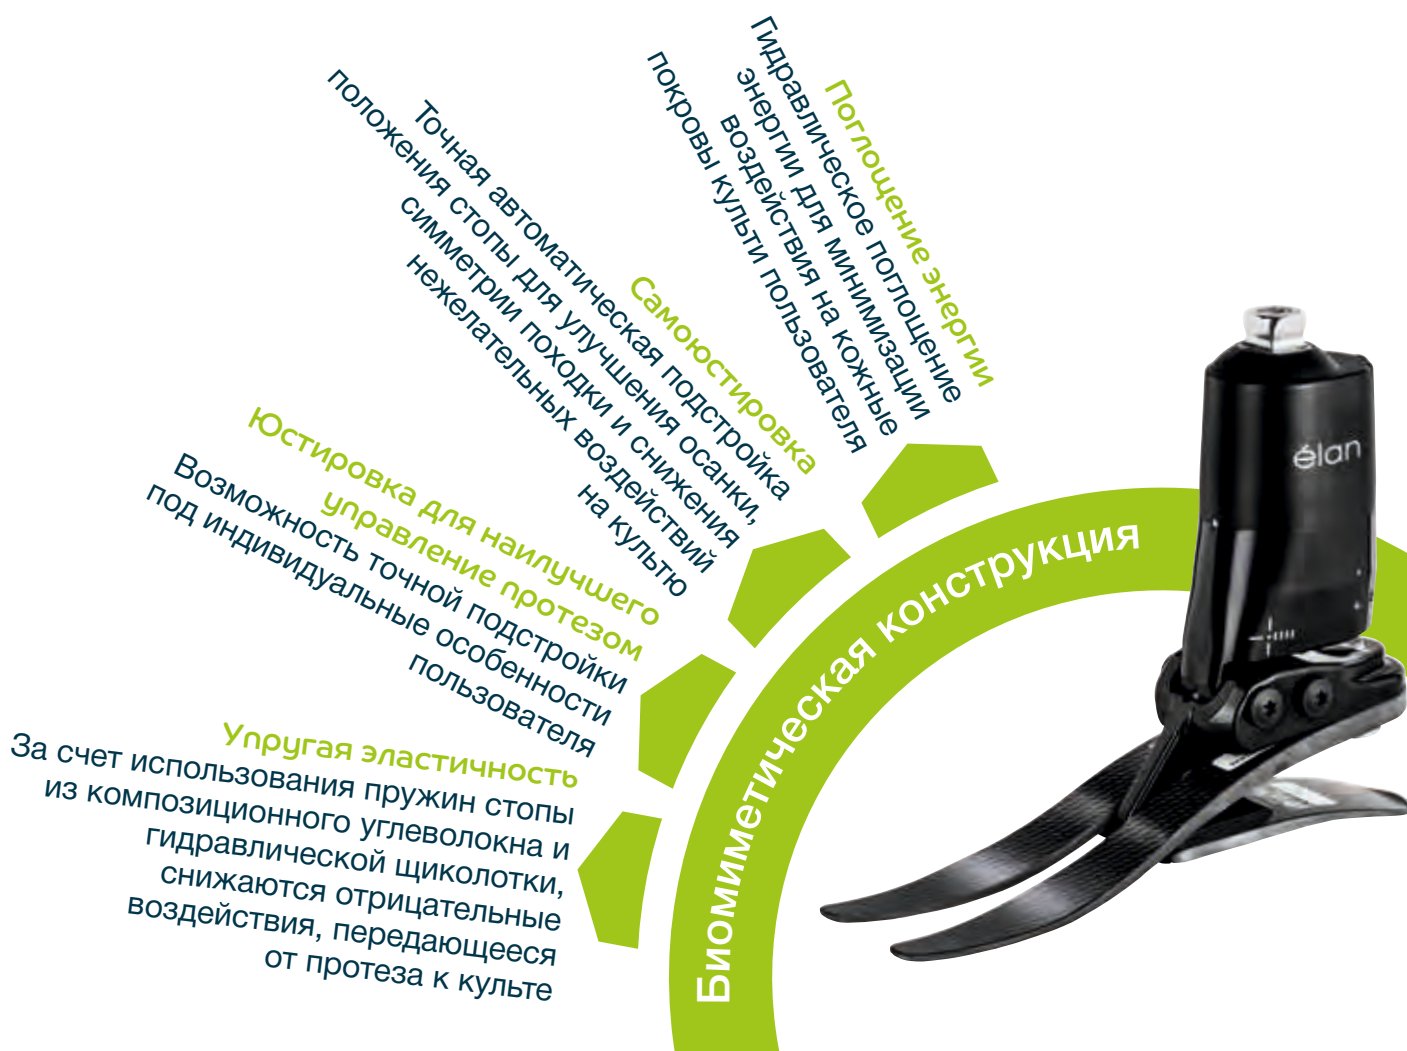 Поглощение энергии
Гидравлическое поглощение
энергии для минимизации
воздействия на кожные
покровы культи пользователя
Самоюстировка
Точная автоматическая подстройка
положения стопы для улучшения осанки,
симметрии походки и снижения
нежелательных воздействий
на культю
Юстировка для наилучшего
управление протезом
Возможность точной подстройки
под индивидуальные особенности
пользователя
Упругая эластичность
За счет использования пружин стопы
из композиционного углеволокна и
гидравлической щиколотки,
снижаются отрицательные
воздействия, передающееся
от протеза к культе
Биомиметическая конструкция
élan